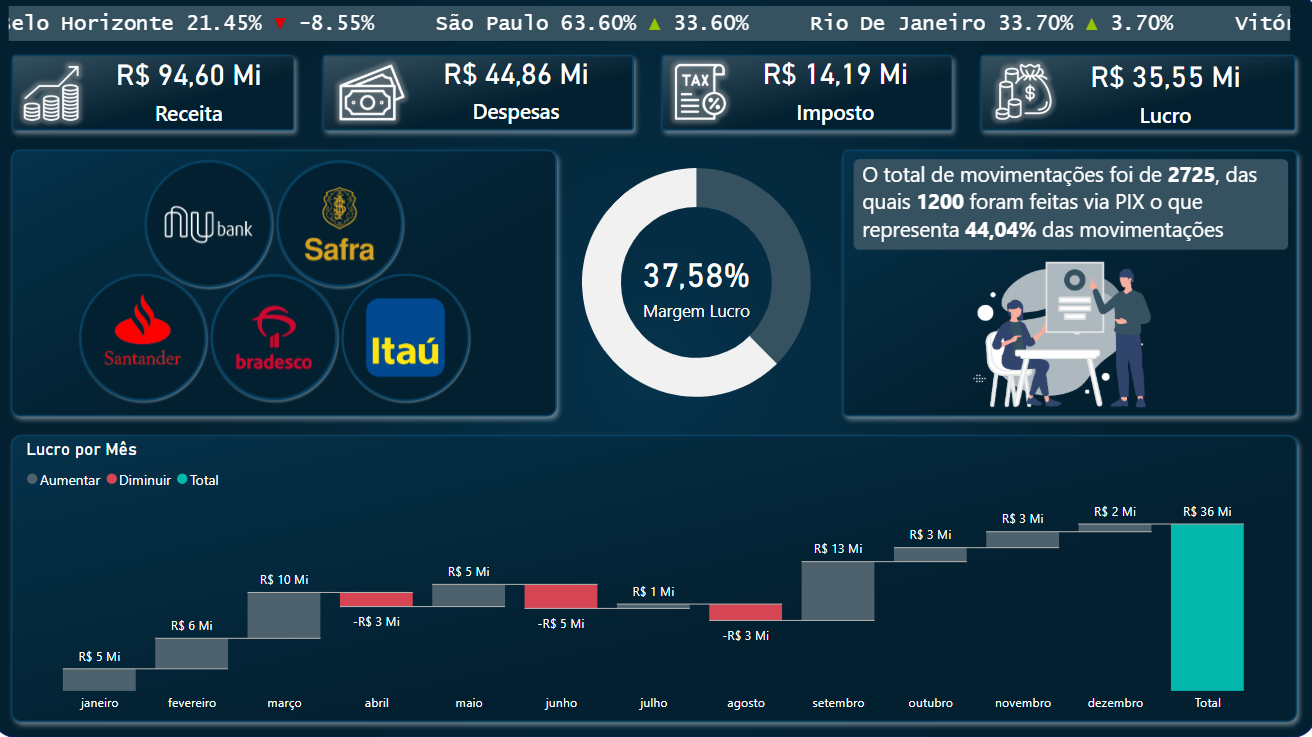 elo Horizonte 21.45% ▼ -8.55% São Paulo 63.60% ▲ 33.60% Rio De Janeiro 33.70% ▲ 3.70% Vitór
R$ 94,60 Mi
Receita
R$ 44,86 Mi
Despesas
TAX
R$ 14,19 Mi
Imposto
R$ 35,55 Mi
Lucro
nu bank
Safra
Santander
bradesco
Itaú
37,58%
Margem Lucro
O total de movimentações foi de 2725, das
quais 1200 foram feitas via PIX o que
representa 44,04% das movimentações
Lucro por Mês
Aumentar Diminuir Total
R$ 5 Mi
R$ 6 Mi
R$ 10 Mi
-R$ 3 Mi
R$ 5 Mi
-R$ 5 Mi
R$ 1 Mi
-R$ 3 Mi
R$ 13 Mi
R$ 3 Mi
R$ 3 Mi
R$ 2 Mi
R$ 36 Mi
janeiro fevereiro março abril maio junho julho agosto setembro outubro novembro dezembro Total